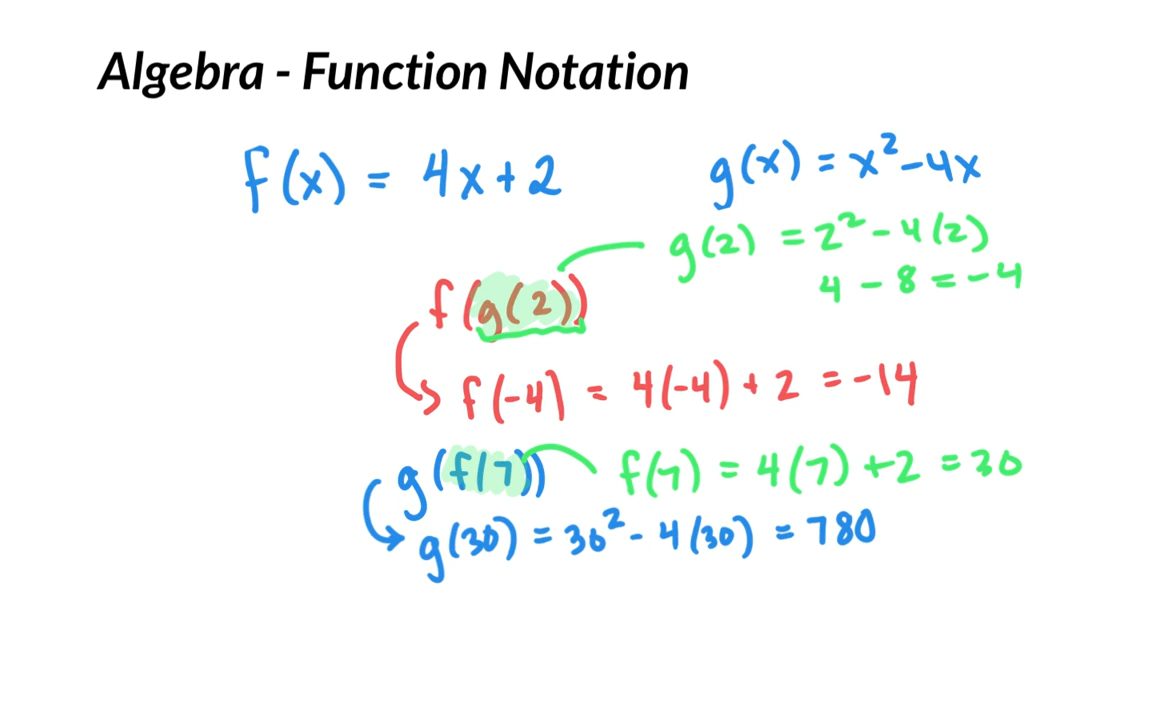 Algebra - Function Notation
f(x) = 4x+2
g(x) = x²-4x
g(2) = 2²-4(2)
4 - 8 = -4
f(g(2))
f(-4) = 4(-4) + 2 = -14
g(f(7))
f(7) = 4(7) +2 = 30
g(30) = 30²- 4(30) = 780